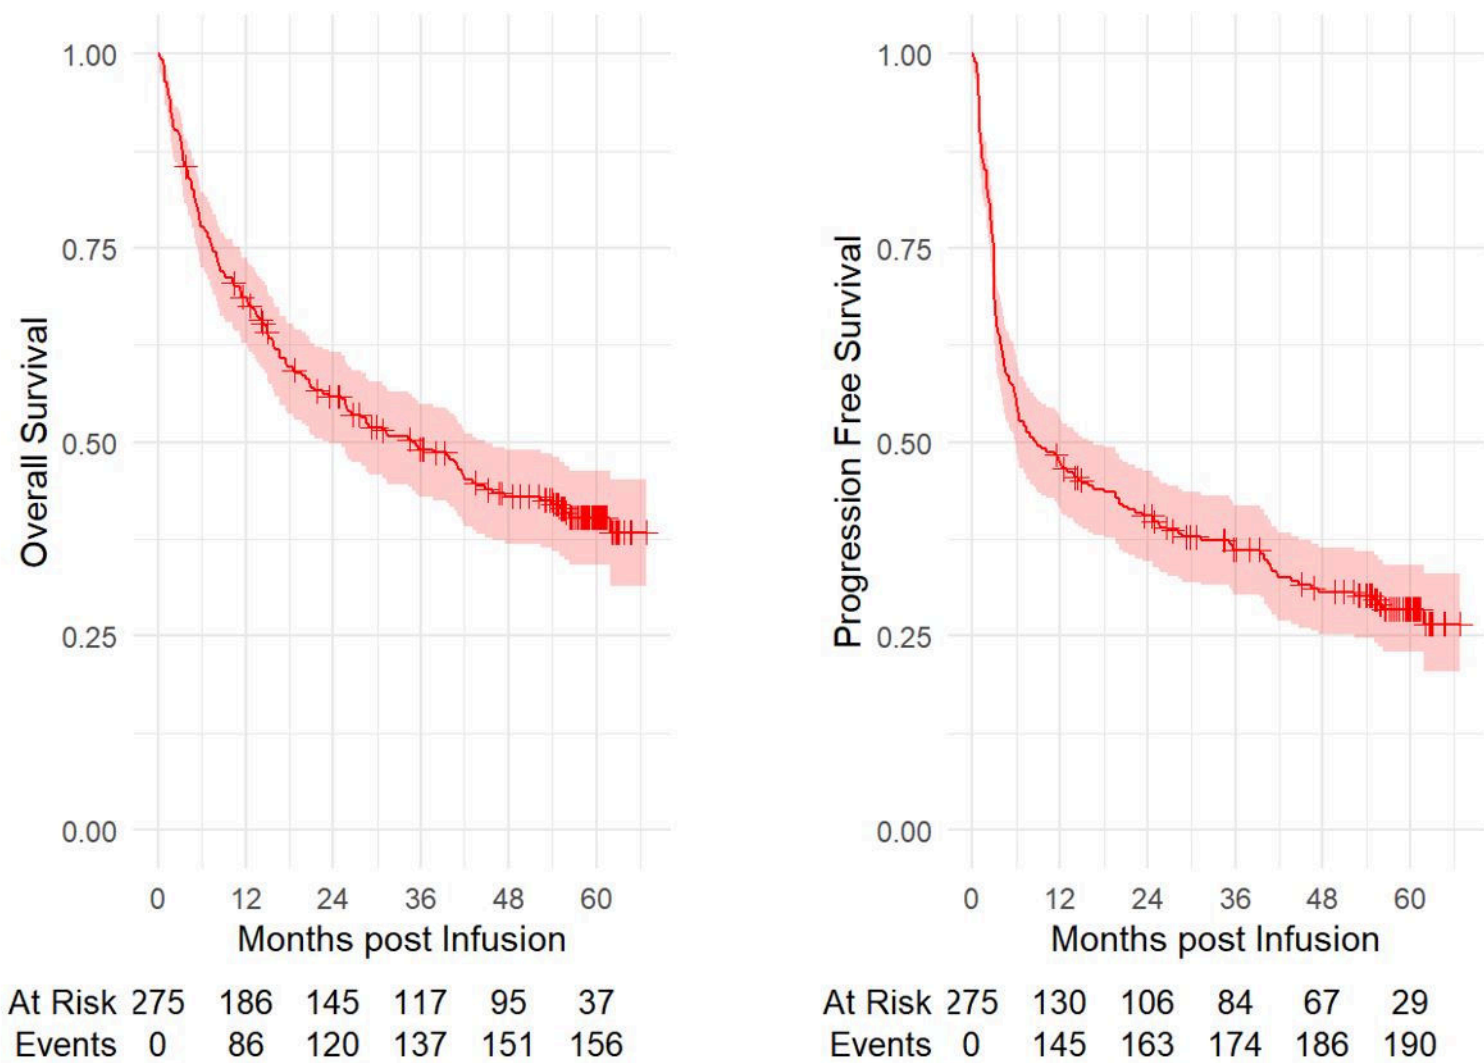 Overall Survival
1.00
0.75
0.50
0.25
0.00
0 12 24 36 48 60
Months post Infusion
At Risk 275 186 145 117 95 37
Events 0 86 120 137 151 156
Progression Free Survival
1.00
0.75
0.50
0.25
0.00
0 12 24 36 48 60
Months post Infusion
At Risk 275 130 106 84 67 29
Events 0 145 163 174 186 190